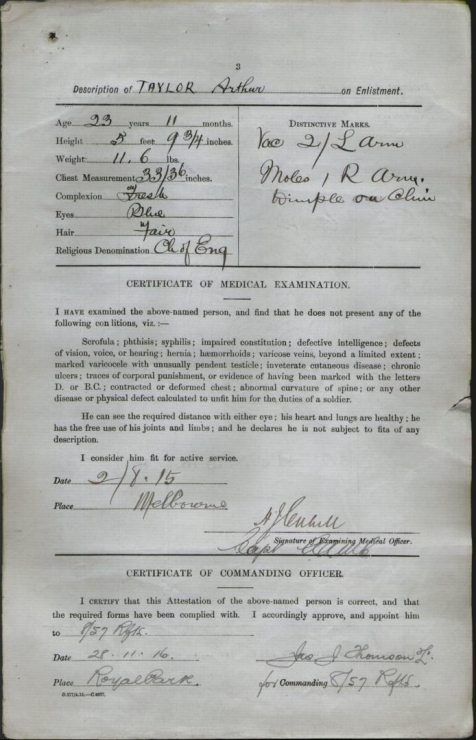 3
Description of TAYLOR Arthur on Enlistment.
Age 23 years 11 months.
Height 5 feet 9 3/4 inches.
Weight 11.6 lbs.
Chest Measurement 33/36 inches.
Complexion Fresh
Eyes Blue
Hair Fair
Religious Denomination Ch of Eng
DISTINCTIVE MARKS.
Vac 2/ L Arm
Moles 1 R Arm.
Dimple on Chin
CERTIFICATE OF MEDICAL EXAMINATION.
I HAVE examined the above-named person, and find that he does not present any of the
following conditions, viz. :—
Scrofula ; phthisis ; syphilis ; impaired constitution ; defective intelligence ; defects
of vision, voice, or hearing ; hernia ; hæmorrhoids ; varicose veins, beyond a limited extent ;
marked varicocele with unusually pendent testicle ; inveterate cutaneous disease ; chronic
ulcers ; traces of corporal punishment, or evidence of having been marked with the letters
D. or B.C. ; contracted or deformed chest ; abnormal curvature of spine ; or any other
disease or physical defect calculated to unfit him for the duties of a soldier.
He can see the required distance with either eye ; his heart and lungs are healthy ; he
has the free use of his joints and limbs ; and he declares he is not subject to fits of any
description.
I consider him fit for active service.
Date 2/8.15
Place Melbourne
Signature of Examining Medical Officer.
Capt
CERTIFICATE OF COMMANDING OFFICER.
I CERTIFY that this Attestation of the above-named person is correct, and that
the required forms have been complied with. I accordingly approve, and appoint him
to 8/57 Rfts.
Date 28.11.16.
Jas J Thomson Lt.
Place Royal Park.
for Commanding 8/57 Rfts.